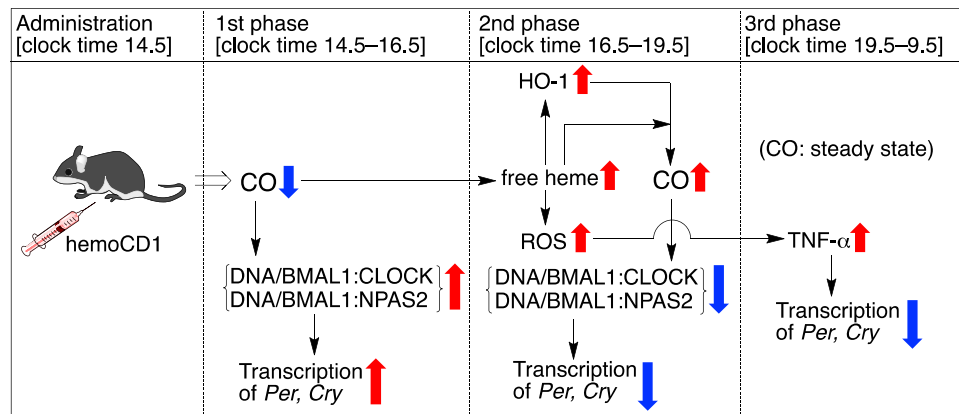 Administration
[clock time 14.5]
1st phase
[clock time 14.5–16.5]
2nd phase
[clock time 16.5–19.5]
3rd phase
[clock time 19.5–9.5]
hemoCD1
CO
DNA/BMAL1:CLOCK
DNA/BMAL1:NPAS2
Transcription
of Per, Cry
HO-1
free heme
CO
ROS
DNA/BMAL1:CLOCK
DNA/BMAL1:NPAS2
Transcription
of Per, Cry
(CO: steady state)
TNF-α
Transcription
of Per, Cry